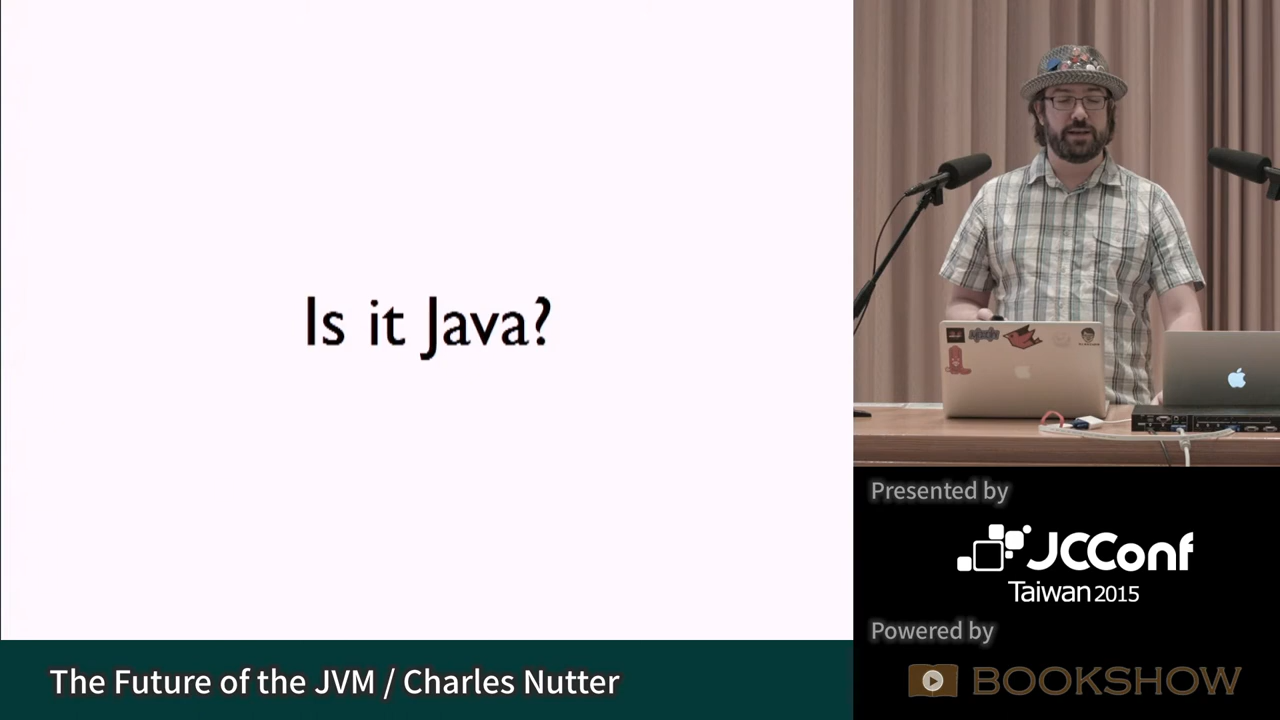 Is it Java?
Presented by
JCConf
Taiwan 2015
Powered by
BOOKSHOW
The Future of the JVM / Charles Nutter